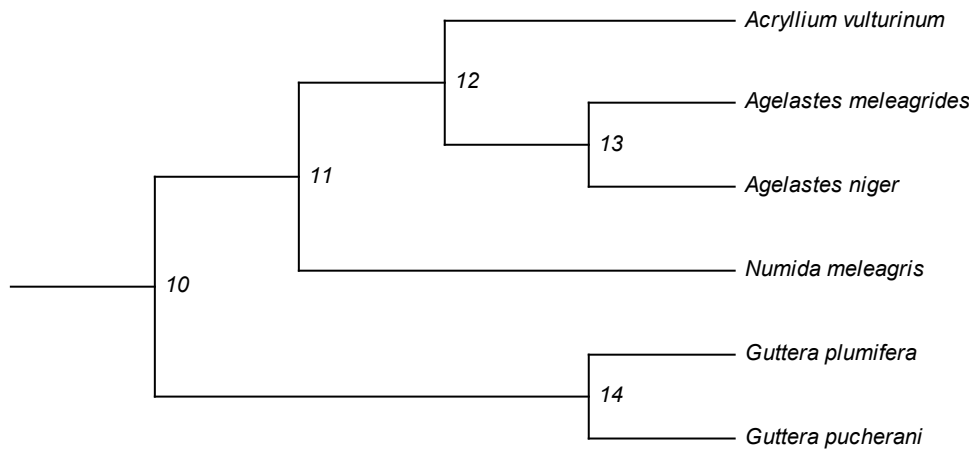 Acryllium vulturinum
12
Agelastes meleagrides
13
11
Agelastes niger
Numida meleagris
10
Guttera plumifera
14
Guttera pucherani